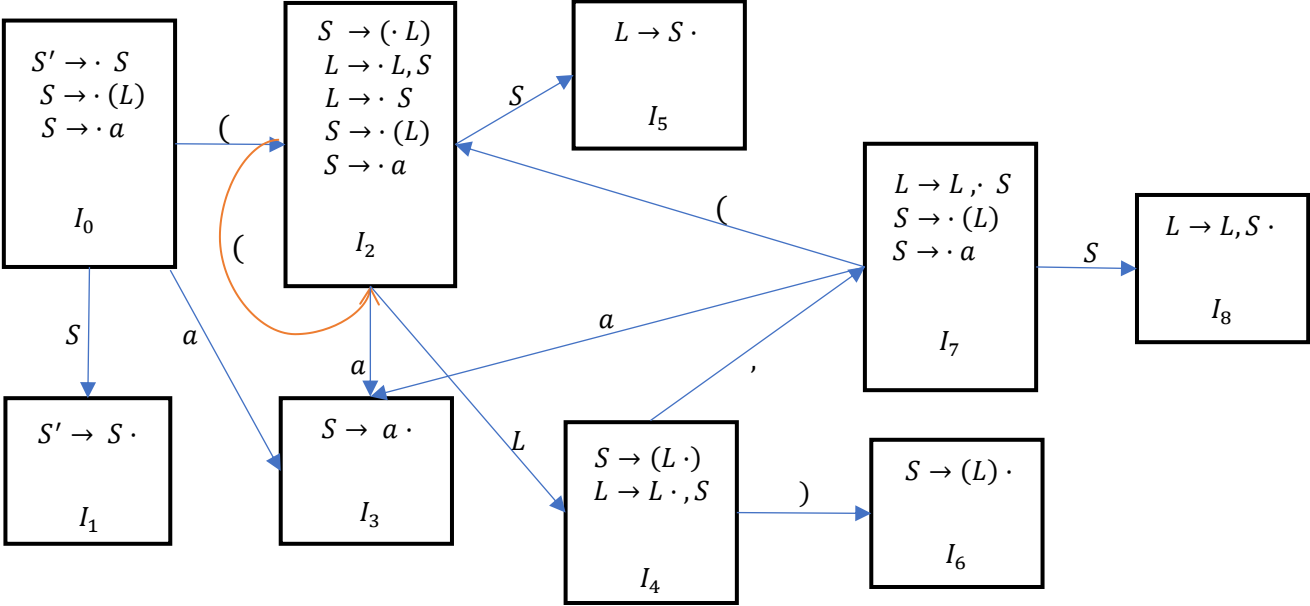 S′ → · S
S → · (L)
S → · a
I₀
(
S → (· L)
L → · L, S
L → · S
S → · (L)
S → · a
I₂
(
S
L → S ·
I₅
(
L → L ,· S
S → · (L)
S → · a
I₇
S
L → L, S ·
I₈
S
a
a
a
L
,
S′ → S ·
I₁
S → a ·
I₃
S → (L ·)
L → L · , S
I₄
)
S → (L) ·
I₆